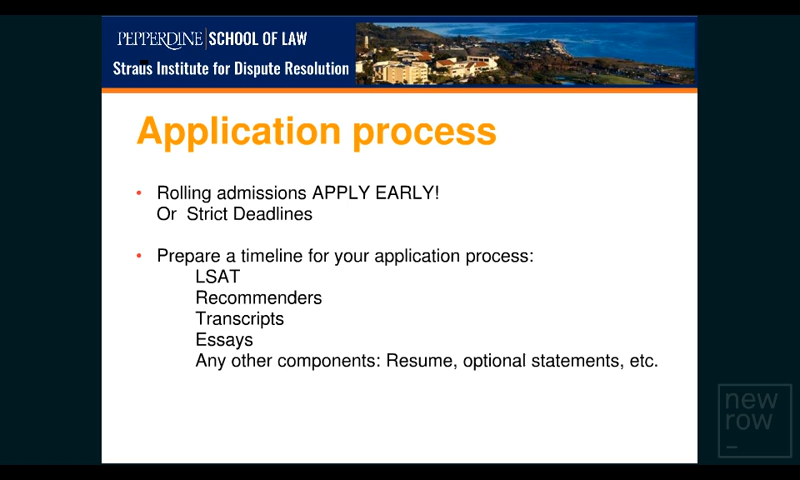 PEPPERDINE | SCHOOL OF LAW
Straus Institute for Dispute Resolution
Application process
• Rolling admissions APPLY EARLY!
Or Strict Deadlines
• Prepare a timeline for your application process:
LSAT
Recommenders
Transcripts
Essays
Any other components: Resume, optional statements, etc.
new
row